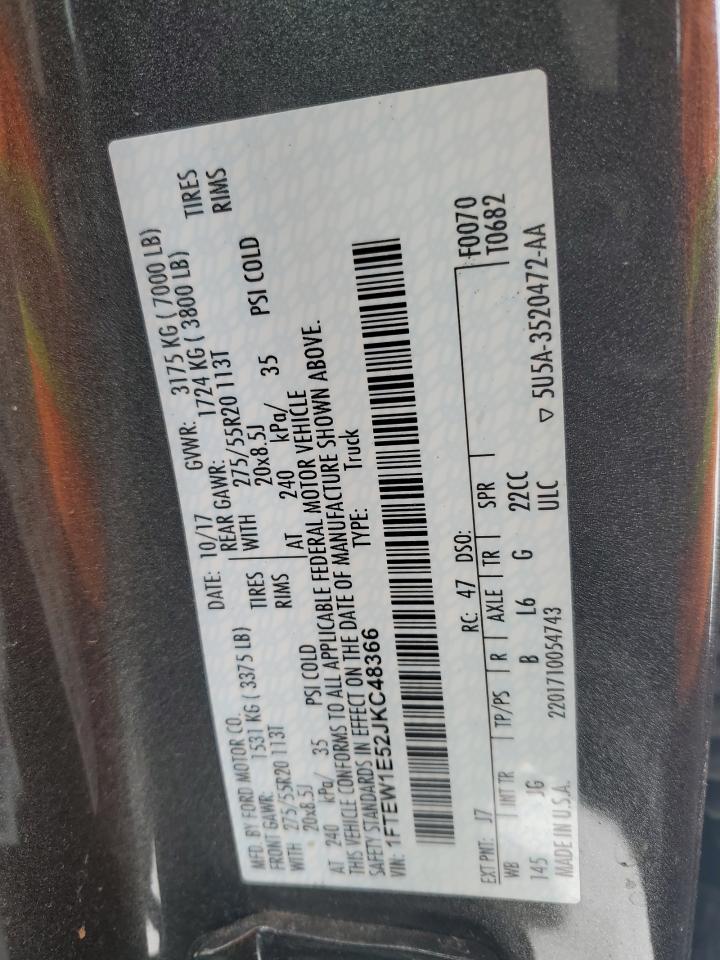 MFD. BY FORD MOTOR CO.
DATE: 10/17 GVWR: 3175 KG ( 7000 LB)
FRONT GAWR: 1531 KG ( 3375 LB) REAR GAWR: 1724 KG ( 3800 LB)
WITH 275/55R20 113T TIRES WITH 275/55R20 113T TIRES
20x8.5J RIMS 20x8.5J RIMS
AT 240 kPa/ 35 PSI COLD AT 240 kPa/ 35 PSI COLD
THIS VEHICLE CONFORMS TO ALL APPLICABLE FEDERAL MOTOR VEHICLE
SAFETY STANDARDS IN EFFECT ON THE DATE OF MANUFACTURE SHOWN ABOVE.
VIN: 1FTEW1E52JKC48366 TYPE: Truck
EXT PNT: J7 RC: 47 DSO: F0070
WB INT TR TP/PS R AXLE TR SPR T0682
145 JG B L6 G 22CC
2201710054743 ULC
MADE IN U.S.A. ▽ 5U5A-3520472-AA